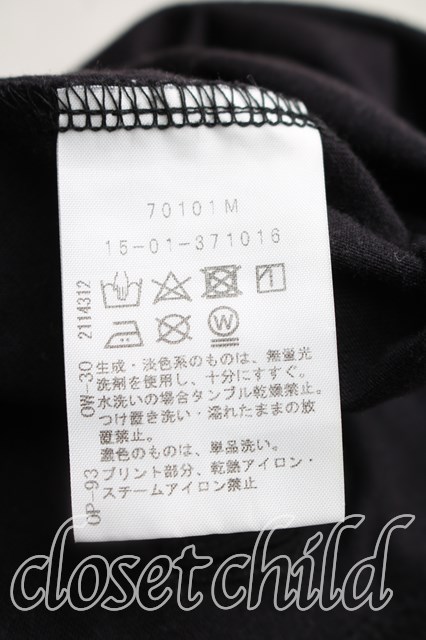 70101M
15-01-371016
W
生成・淡色系のものは、無蛍光
洗剤を使用し、十分にすすぐ。
水洗いの場合タンブル乾燥禁止。
つけ置き洗い・濡れたままの放
置禁止。
濃色のものは、単品洗い。
プリント部分、乾熱アイロン・
スチームアイロン禁止
OP-93 OW-30 2114312
closet child